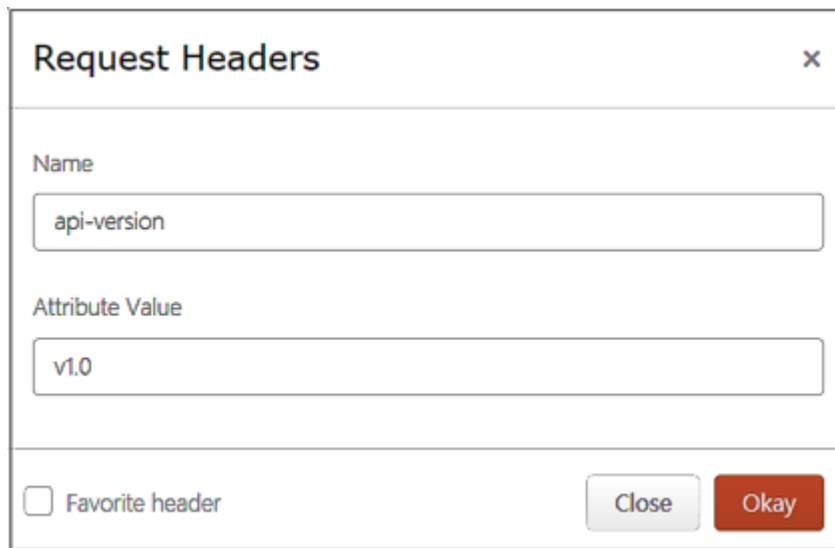 Request Headers ×
Name
api-version
Attribute Value
v1.0
Favorite header Close Okay